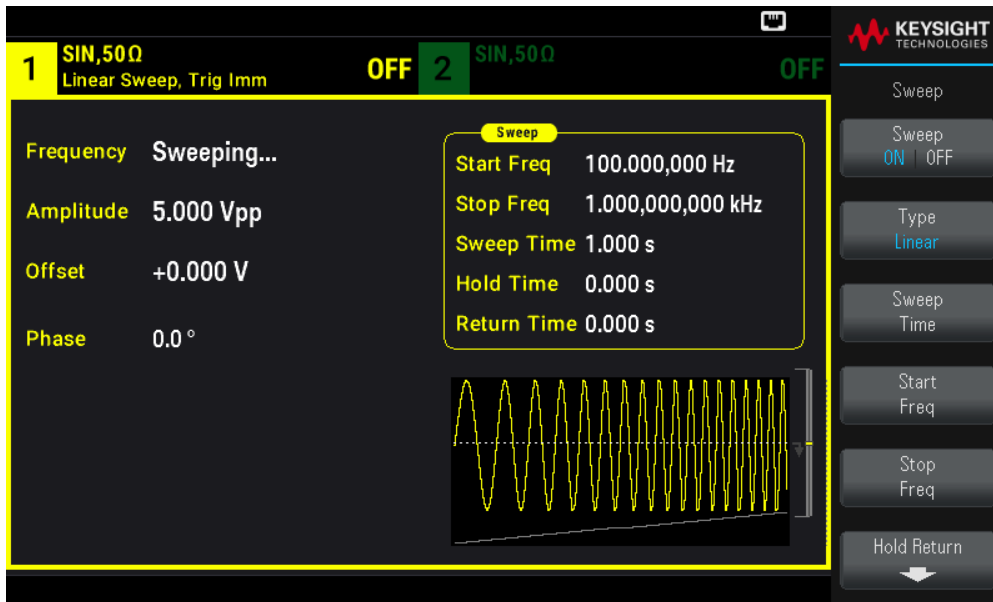 1
SIN,50Ω
Linear Sweep, Trig Imm
OFF
2
SIN,50Ω
OFF
Frequency Sweeping...
Amplitude 5.000 Vpp
Offset +0.000 V
Phase 0.0 °
Sweep
Start Freq 100.000,000 Hz
Stop Freq 1.000,000,000 kHz
Sweep Time 1.000 s
Hold Time 0.000 s
Return Time 0.000 s
KEYSIGHT
TECHNOLOGIES
Sweep
Sweep
ON | OFF
Type
Linear
Sweep
Time
Start
Freq
Stop
Freq
Hold Return